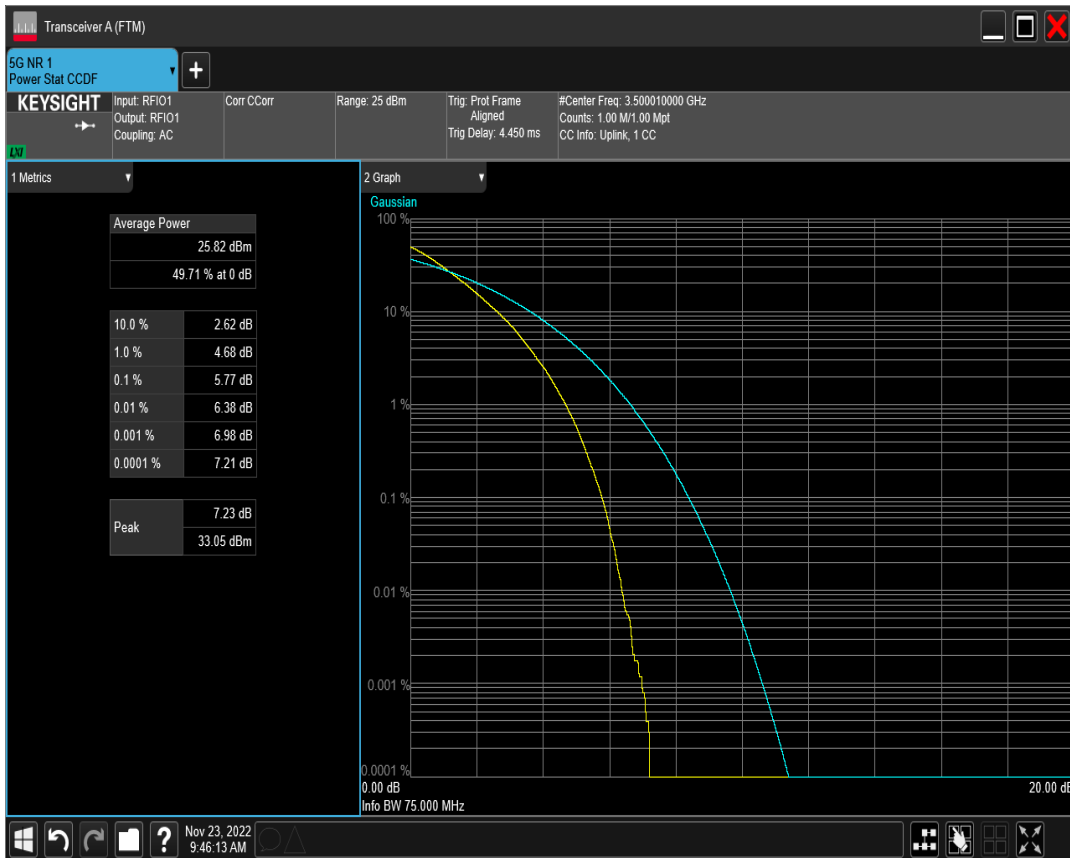 Transceiver A (FTM)
5G NR 1
Power Stat CCDF
+
KEYSIGHT
LXI
Input: RFIO1
Output: RFIO1
Coupling: AC
Corr CCorr
Range: 25 dBm
Trig: Prot Frame
Aligned
Trig Delay: 4.450 ms
#Center Freq: 3.500010000 GHz
Counts: 1.00 M/1.00 Mpt
CC Info: Uplink, 1 CC
1 Metrics
Average Power
25.82 dBm
49.71 % at 0 dB
10.0 % 2.62 dB
1.0 % 4.68 dB
0.1 % 5.77 dB
0.01 % 6.38 dB
0.001 % 6.98 dB
0.0001 % 7.21 dB
Peak 7.23 dB
33.05 dBm
2 Graph
Gaussian
100 %
10 %
1 %
0.1 %
0.01 %
0.001 %
0.0001 %
0.00 dB
20.00 dB
Info BW 75.000 MHz
?
Nov 23, 2022
9:46:13 AM